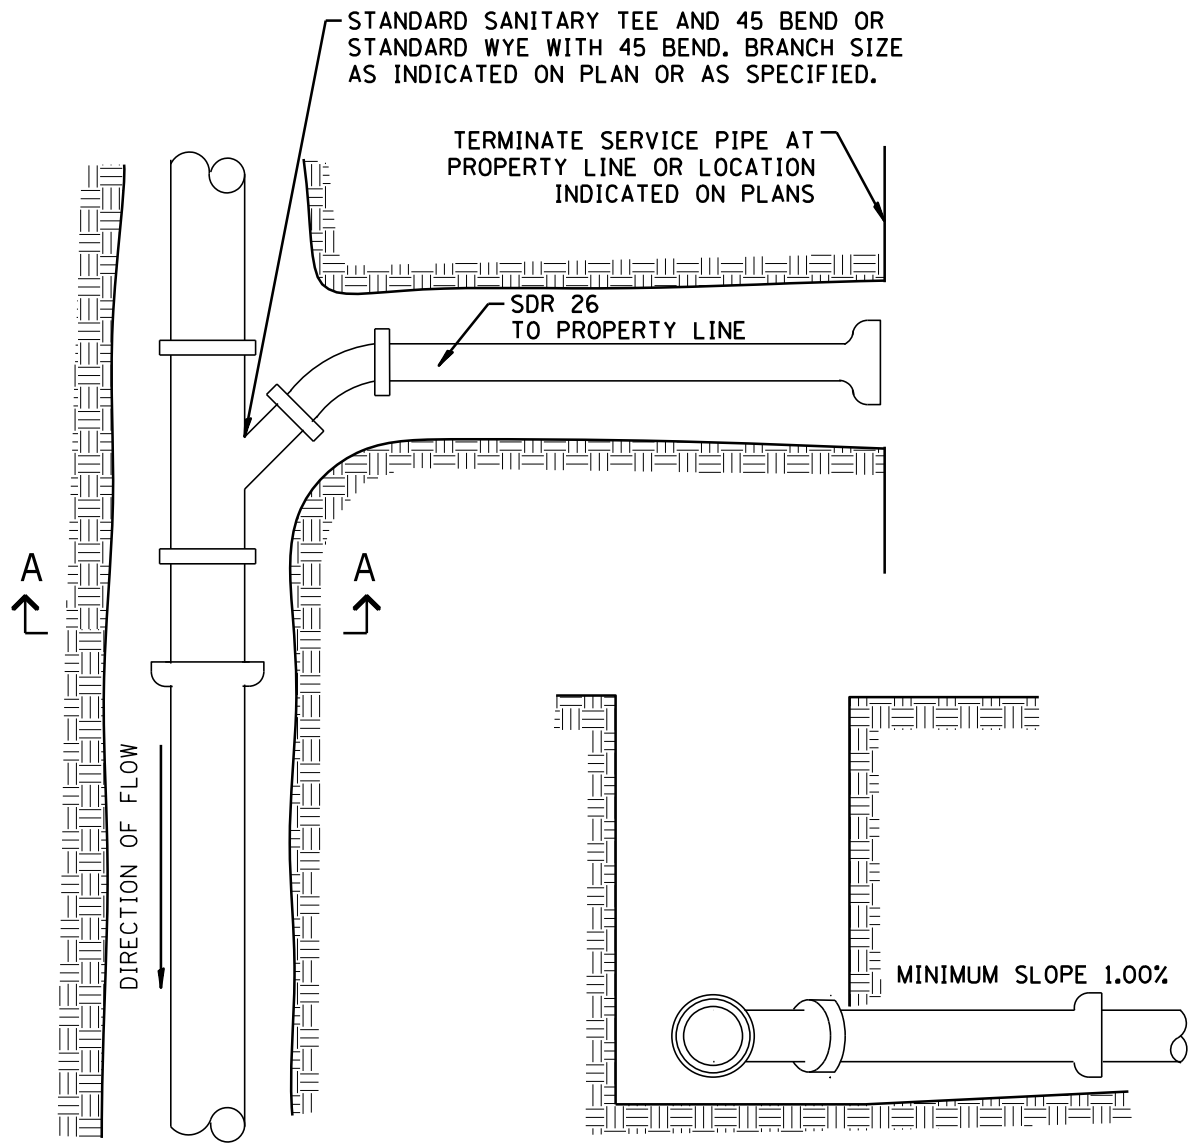 STANDARD SANITARY TEE AND 45 BEND OR
STANDARD WYE WITH 45 BEND. BRANCH SIZE
AS INDICATED ON PLAN OR AS SPECIFIED.
TERMINATE SERVICE PIPE AT
PROPERTY LINE OR LOCATION
INDICATED ON PLANS
SDR 26
TO PROPERTY LINE
A
A
DIRECTION OF FLOW
MINIMUM SLOPE 1.00%